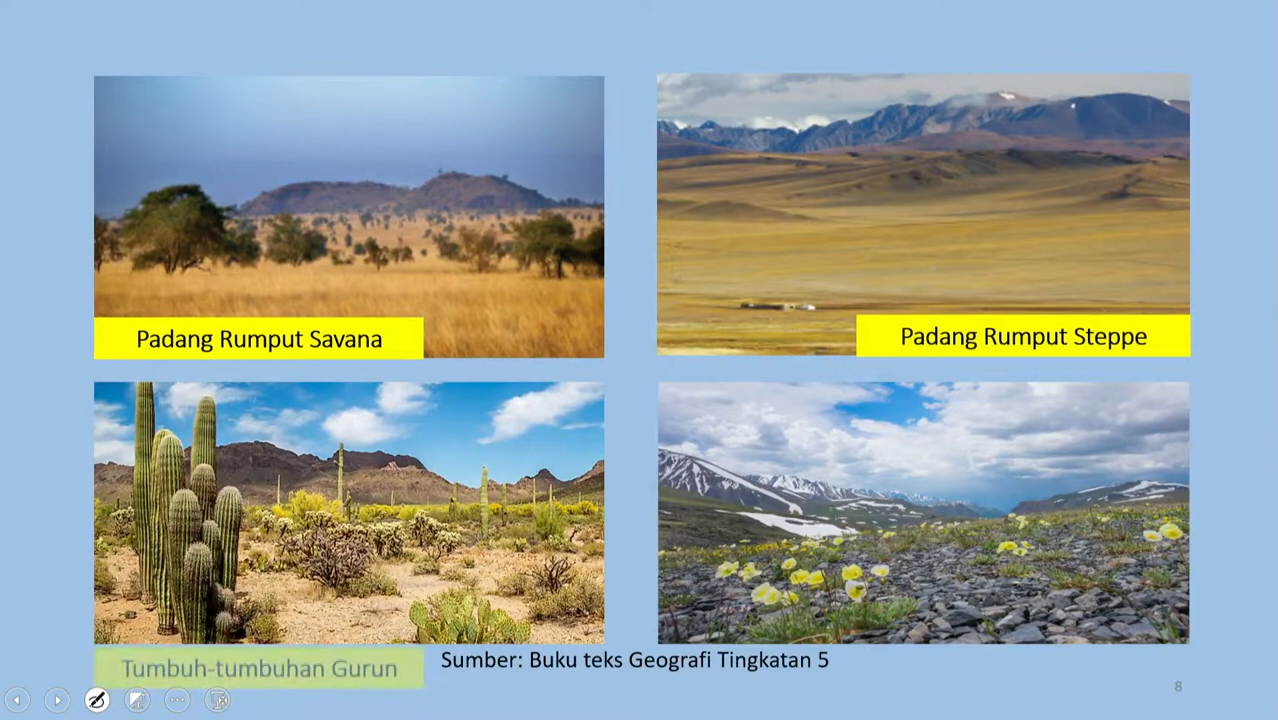 Padang Rumput Savana
Padang Rumput Steppe
Tumbuh-tumbuhan Gurun
Sumber: Buku teks Geografi Tingkatan 5
8